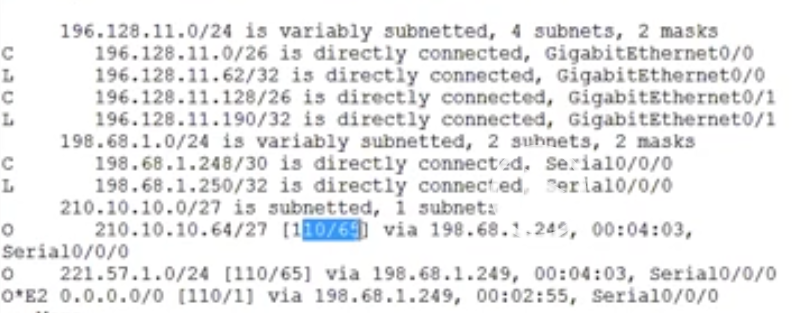 196.128.11.0/24 is variably subnetted, 4 subnets, 2 masks
C 196.128.11.0/26 is directly connected, GigabitEthernet0/0
L 196.128.11.62/32 is directly connected, GigabitEthernet0/0
C 196.128.11.128/26 is directly connected, GigabitEthernet0/1
L 196.128.11.190/32 is directly connected, GigabitEthernet0/1
198.68.1.0/24 is variably subnetted, 2 subnets, 2 masks
C 198.68.1.248/30 is directly connected, Serial0/0/0
L 198.68.1.250/32 is directly connected, Serial0/0/0
210.10.10.0/27 is subnetted, 1 subnets
O 210.10.10.64/27 [110/65] via 198.68.1.249, 00:04:03,
Serial0/0/0
O 221.57.1.0/24 [110/65] via 198.68.1.249, 00:04:03, Serial0/0/0
O*E2 0.0.0.0/0 [110/1] via 198.68.1.249, 00:02:55, Serial0/0/0